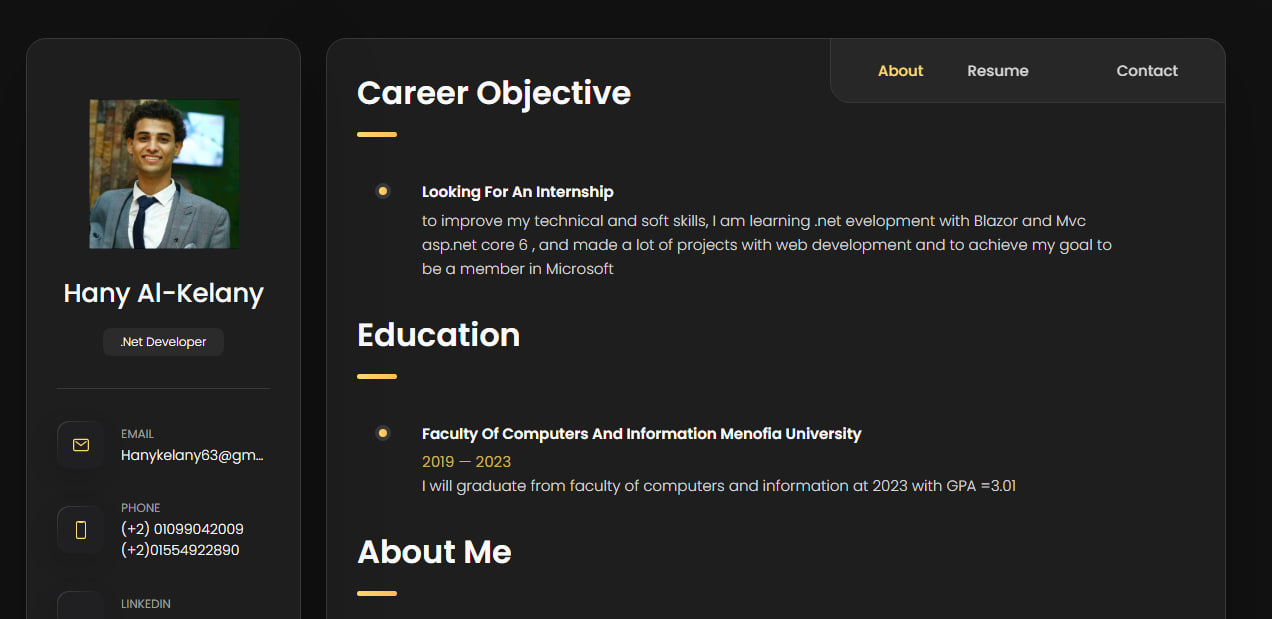 Hany Al-Kelany
.Net Developer
EMAIL
Hanykelany63@gm...
PHONE
(+2) 01099042009
(+2)01554922890
LINKEDIN
About Resume Contact
Career Objective
Looking For An Internship
to improve my technical and soft skills, I am learning .net evelopment with Blazor and Mvc
asp.net core 6 , and made a lot of projects with web development and to achieve my goal to
be a member in Microsoft
Education
Faculty Of Computers And Information Menofia University
2019 — 2023
I will graduate from faculty of computers and information at 2023 with GPA =3.01
About Me